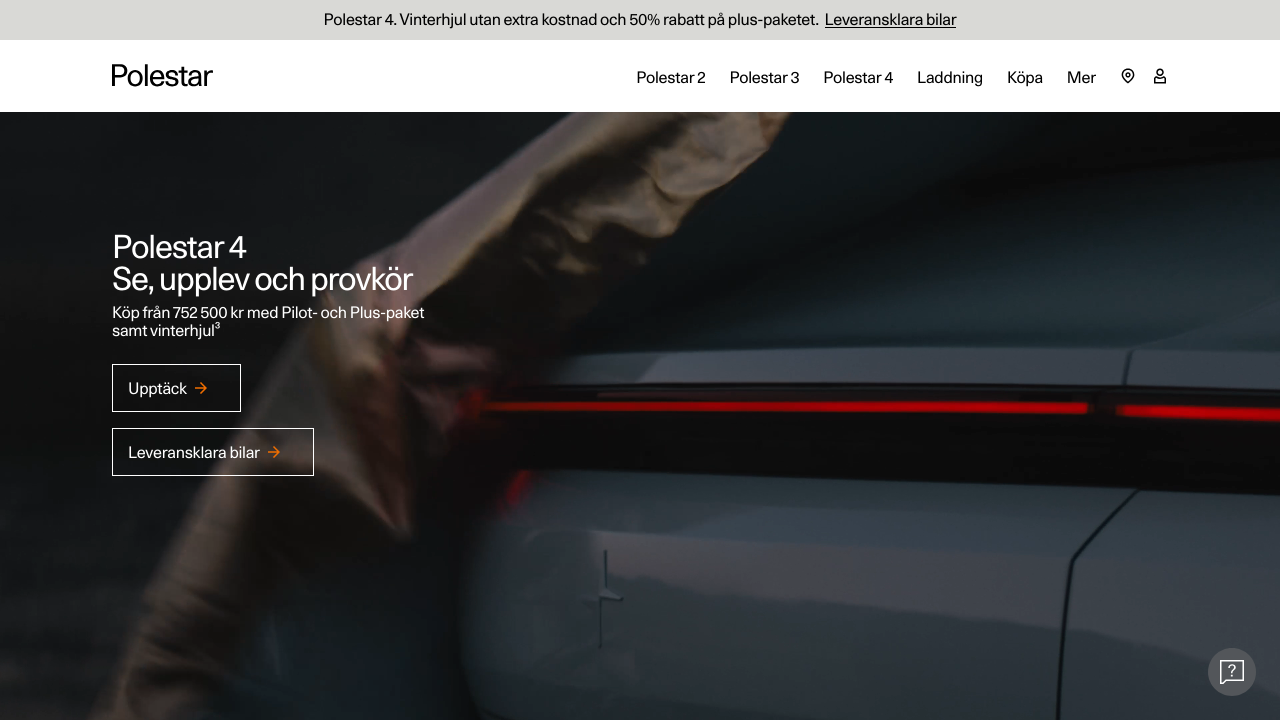 Polestar 4. Vinterhjul utan extra kostnad och 50% rabatt på plus-paketet. Leveransklara bilar
Polestar
Polestar 2
Polestar 3
Polestar 4
Laddning
Köpa
Mer
Polestar 4
Se, upplev och provkör
Köp från 752 500 kr med Pilot- och Plus-paket
samt vinterhjul³
Upptäck
Leveransklara bilar